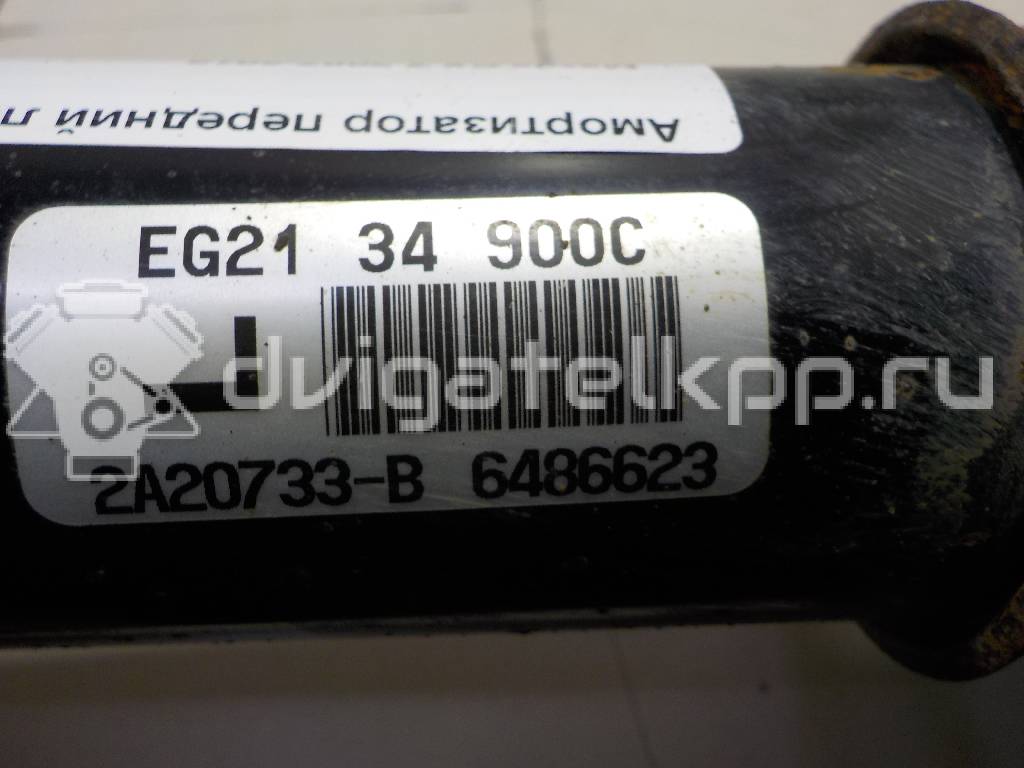 Амортизатор передний л
EG21 34 900C
L
dvigatelkpp.ru
2A20733-B 6486623